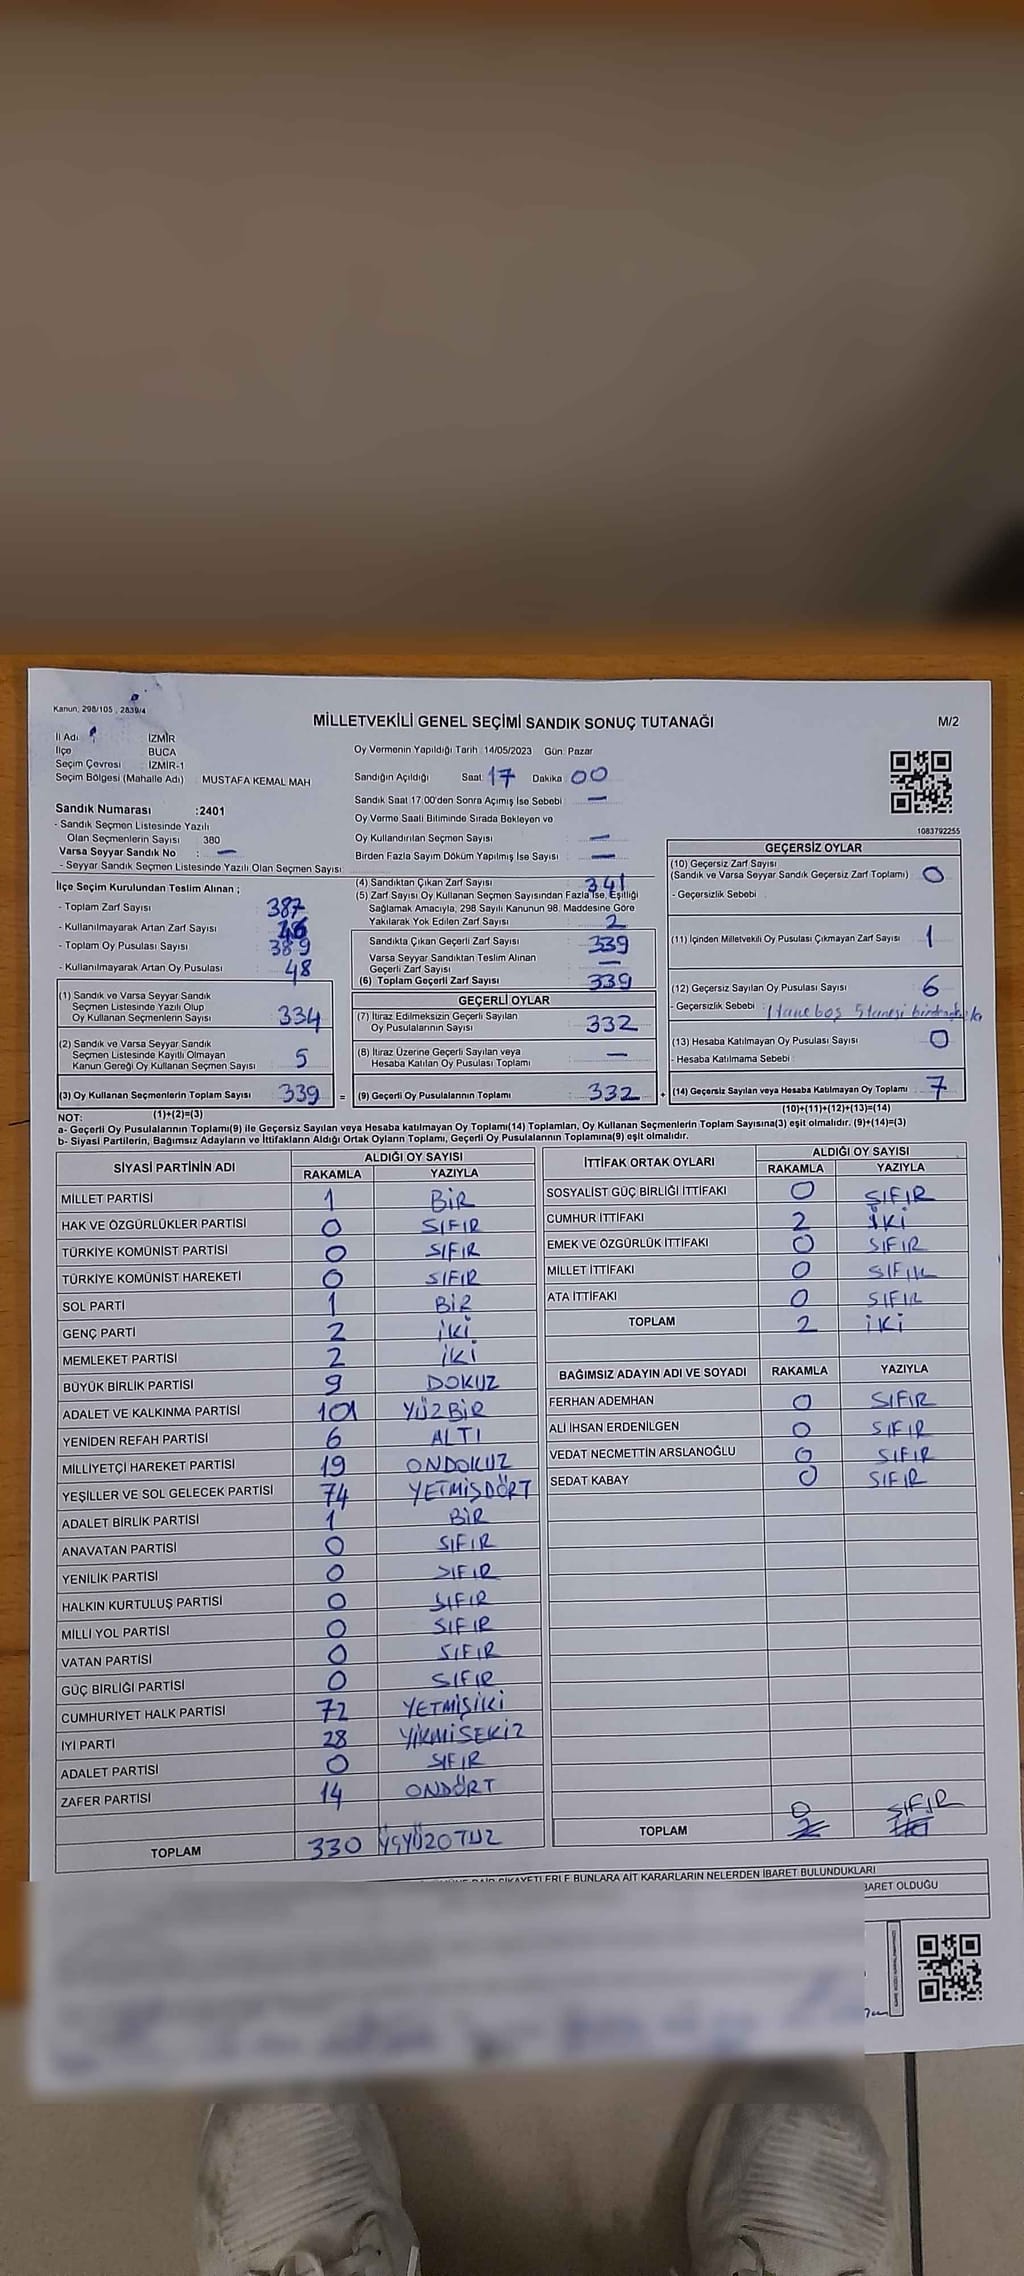 Kanun, 298/105 , 2839/4
MİLLETVEKİLİ GENEL SEÇİMİ SANDIK SONUÇ TUTANAĞI
M/2
İl Adı İZMİR
İlçe BUCA
Seçim Çevresi İZMİR-1
Seçim Bölgesi (Mahalle Adı) MUSTAFA KEMAL MAH
Sandık Numarası :2401
- Sandık Seçmen Listesinde Yazılı
Olan Seçmenlerin Sayısı 380
Varsa Seyyar Sandık No : —
- Seyyar Sandık Seçmen Listesinde Yazılı Olan Seçmen Sayısı
Oy Vermenin Yapıldığı Tarih 14/05/2023 Gün. Pazar
Sandığın Açıldığı Saat 17 Dakika 00
Sandık Saat 17.00'den Sonra Açımış İse Sebebi —
Oy Verme Saati Bitiminde Sırada Bekleyen ve
Oy Kullandırılan Seçmen Sayısı —
Birden Fazla Sayım Döküm Yapılmış İse Sayısı —
1083792255
İlçe Seçim Kurulundan Teslim Alınan ;
- Toplam Zarf Sayısı 387
- Kullanılmayarak Artan Zarf Sayısı 46
- Toplam Oy Pusulası Sayısı 389
- Kullanılmayarak Artan Oy Pusulası 48
(1) Sandık ve Varsa Seyyar Sandık
Seçmen Listesinde Yazılı Olup
Oy Kullanan Seçmenlerin Sayısı 334
(2) Sandık ve Varsa Seyyar Sandık
Seçmen Listesinde Kayıtlı Olmayan
Kanun Gereği Oy Kullanan Seçmen Sayısı 5
(3) Oy Kullanan Seçmenlerin Toplam Sayısı 339 =
(1)+(2)=(3)
(4) Sandıktan Çıkan Zarf Sayısı 341
(5) Zarf Sayısı Oy Kullanan Seçmen Sayısından Fazla İse, Eşitliği
Sağlamak Amacıyla, 298 Sayılı Kanunun 98. Maddesine Göre
Yakılarak Yok Edilen Zarf Sayısı 2
Sandıkta Çıkan Geçerli Zarf Sayısı 339
Varsa Seyyar Sandıktan Teslim Alınan
Geçerli Zarf Sayısı —
(6) Toplam Geçerli Zarf Sayısı 339
GEÇERLİ OYLAR
(7) İtiraz Edilmeksizin Geçerli Sayılan
Oy Pusulalarının Sayısı 332
(8) İtiraz Üzerine Geçerli Sayılan veya
Hesaba Katılan Oy Pusulası Toplamı —
(9) Geçerli Oy Pusulalarının Toplamı 332 +
GEÇERSİZ OYLAR
(10) Geçersiz Zarf Sayısı
(Sandık ve Varsa Seyyar Sandık Geçersiz Zarf Toplamı) 0
- Geçersizlik Sebebi
(11) İçinden Milletvekili Oy Pusulası Çıkmayan Zarf Sayısı 1
(12) Geçersiz Sayılan Oy Pusulası Sayısı 6
- Geçersizlik Sebebi 1 tane boş 5 tanesi
(13) Hesaba Katılmayan Oy Pusulası Sayısı 0
- Hesaba Katılmama Sebebi
(14) Geçersiz Sayılan veya Hesaba Katılmayan Oy Toplamı 7
(10)+(11)+(12)+(13)=(14)
NOT:
a- Geçerli Oy Pusulalarının Toplamı(9) ile Geçersiz Sayılan veya Hesaba katılmayan Oy Toplamı(14) Toplamları, Oy Kullanan Seçmenlerin Toplam Sayısına(3) eşit olmalıdır. (9)+(14)=(3)
b- Siyasi Partilerin, Bağımsız Adayların ve İttifakların Aldığı Ortak Oyların Toplamı, Geçerli Oy Pusulalarının Toplamına(9) eşit olmalıdır.
SİYASİ PARTİNİN ADI ALDIĞI OY SAYISI
RAKAMLA YAZIYLA
MİLLET PARTİSİ 1 BİR
HAK VE ÖZGÜRLÜKLER PARTİSİ 0 SIFIR
TÜRKİYE KOMÜNİST PARTİSİ 0 SIFIR
TÜRKİYE KOMÜNİST HAREKETİ 0 SIFIR
SOL PARTİ 1 BİR
GENÇ PARTİ 2 İKİ
MEMLEKET PARTİSİ 2 İKİ
BÜYÜK BİRLİK PARTİSİ 9 DOKUZ
ADALET VE KALKINMA PARTİSİ 101 YÜZBİR
YENİDEN REFAH PARTİSİ 6 ALTI
MİLLİYETÇİ HAREKET PARTİSİ 19 ONDOKUZ
YEŞİLLER VE SOL GELECEK PARTİSİ 74 YETMİŞDÖRT
ADALET BİRLİK PARTİSİ 1 BİR
ANAVATAN PARTİSİ 0 SIFIR
YENİLİK PARTİSİ 0 SIFIR
HALKIN KURTULUŞ PARTİSİ 0 SIFIR
MİLLİ YOL PARTİSİ 0 SIFIR
VATAN PARTİSİ 0 SIFIR
GÜÇ BİRLİĞİ PARTİSİ 0 SIFIR
CUMHURİYET HALK PARTİSİ 72 YETMİŞİKİ
İYİ PARTİ 28 YİRMİSEKİZ
ADALET PARTİSİ 0 SIFIR
ZAFER PARTİSİ 14 ONDÖRT
TOPLAM 330 ÜÇYÜZOTUZ
İTTİFAK ORTAK OYLARI ALDIĞI OY SAYISI
RAKAMLA YAZIYLA
SOSYALİST GÜÇ BİRLİĞİ İTTİFAKI 0 SIFIR
CUMHUR İTTİFAKI 2 İKİ
EMEK VE ÖZGÜRLÜK İTTİFAKI 0 SIFIR
MİLLET İTTİFAKI 0 SIFIR
ATA İTTİFAKI 0 SIFIR
TOPLAM 2 İKİ
BAĞIMSIZ ADAYIN ADI VE SOYADI RAKAMLA YAZIYLA
FERHAN ADEMHAN 0 SIFIR
ALİ İHSAN ERDENİLGEN 0 SIFIR
VEDAT NECMETTİN ARSLANOĞLU 0 SIFIR
SEDAT KABAY 0 SIFIR
TOPLAM 0 SIFIR
ŞİKAYETLERLE BUNLARA AİT KARARLARIN NELERDEN İBARET BULUNDUKLARI
BARET OLDUĞU